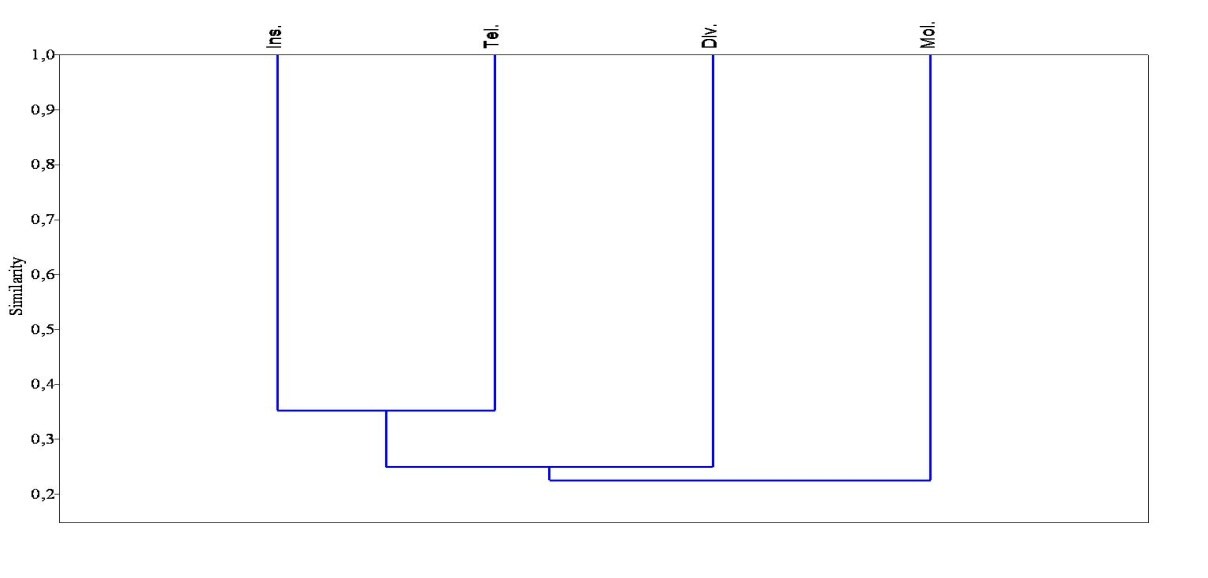 Ins.
Tel.
Div.
Mol.
1,0
0,9
0,8
0,7
0,6
0,5
0,4
0,3
0,2
Similarity